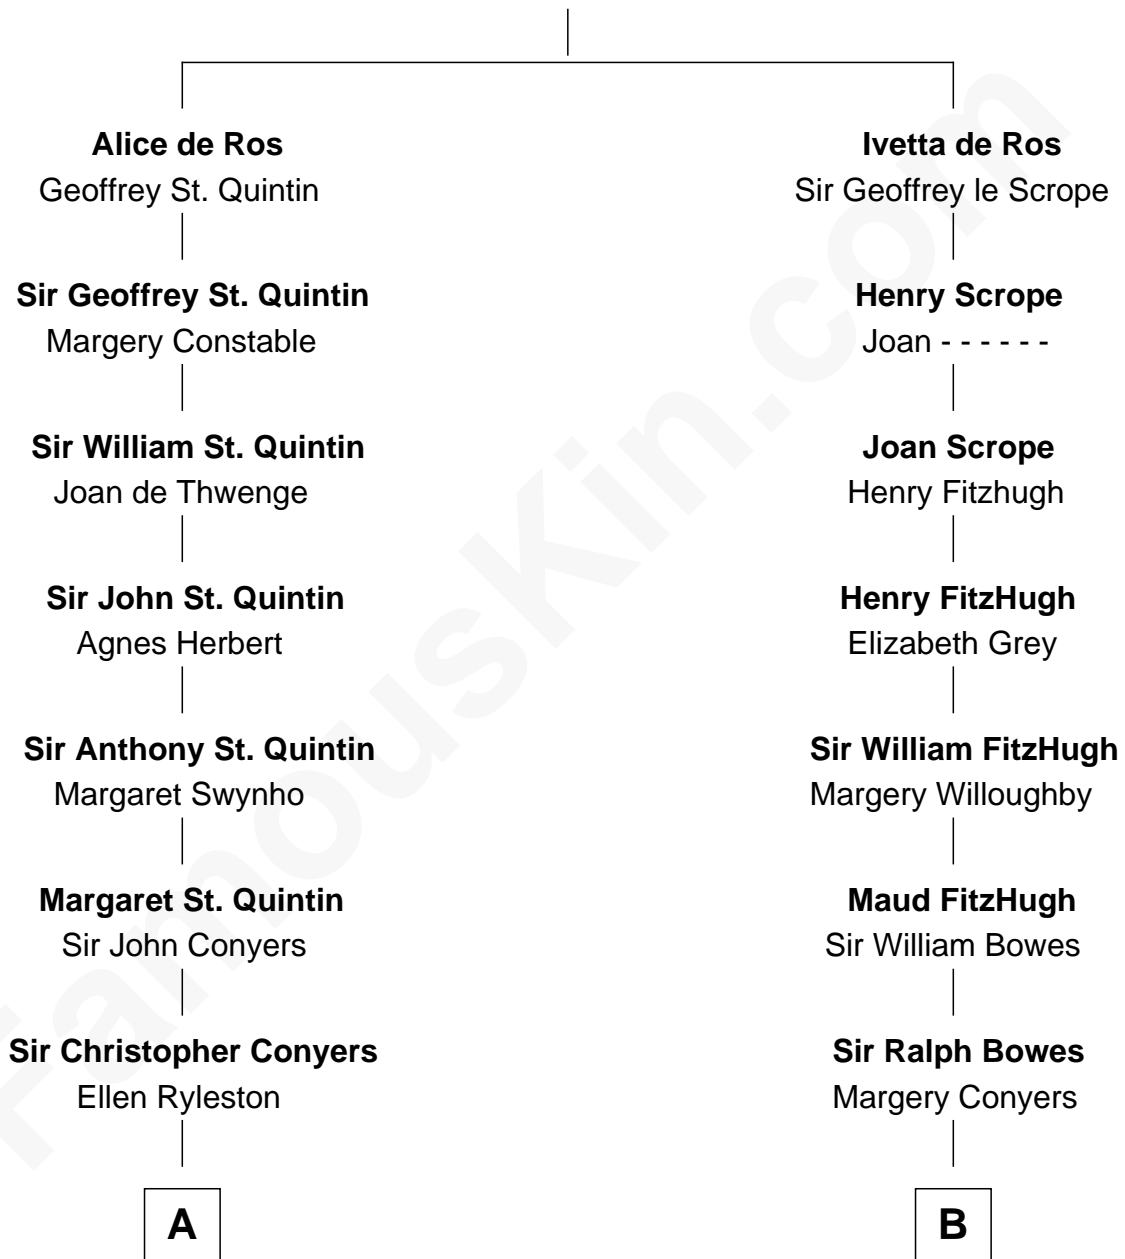 Alice de Ros
Geoffrey St. Quintin
Sir Geoffrey St. Quintin
Margery Constable
Sir William St. Quintin
Joan de Thwenge
Sir John St. Quintin
Agnes Herbert
Sir Anthony St. Quintin
Margaret Swynho
Margaret St. Quintin
Sir John Conyers
Sir Christopher Conyers
Ellen Ryleston
A
Ivetta de Ros
Sir Geoffrey le Scrope
Henry Scrope
Joan - - - - - -
Joan Scrope
Henry Fitzhugh
Henry FitzHugh
Elizabeth Grey
Sir William FitzHugh
Margery Willoughby
Maud FitzHugh
Sir William Bowes
Sir Ralph Bowes
Margery Conyers
B
FamousKin.com